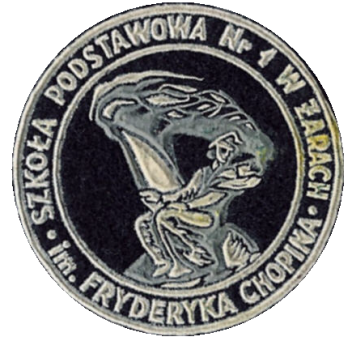 SZKOŁA PODSTAWOWA Nr 1 W ŻARACH
im. FRYDERYKA CHOPINA